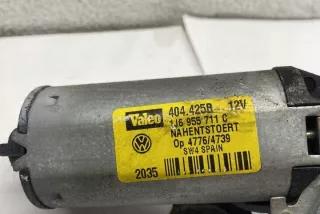 Valeo 404.425B 12V
1J6 955 711 C
NAHENTSTOERT
Op 4776/4739
SW4 SPAIN
2035